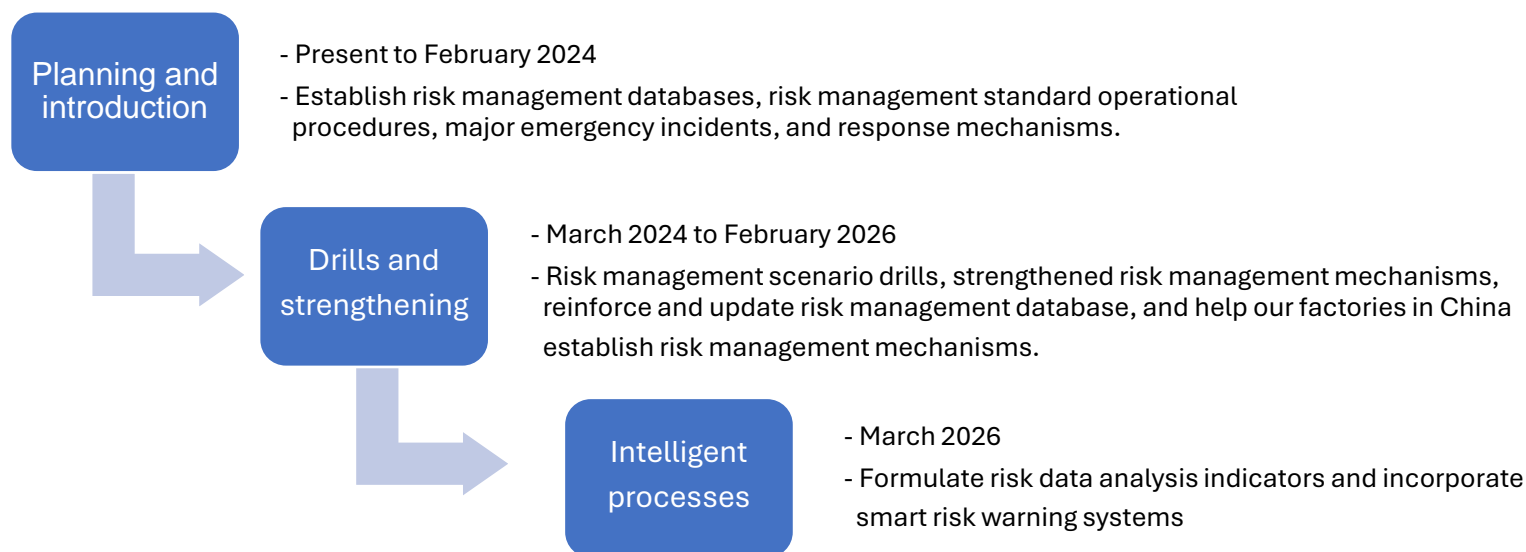 Planning and
introduction
- Present to February 2024
- Establish risk management databases, risk management standard operational
procedures, major emergency incidents, and response mechanisms.
Drills and
strengthening
- March 2024 to February 2026
- Risk management scenario drills, strengthened risk management mechanisms,
reinforce and update risk management database, and help our factories in China
establish risk management mechanisms.
Intelligent
processes
- March 2026
- Formulate risk data analysis indicators and incorporate
smart risk warning systems